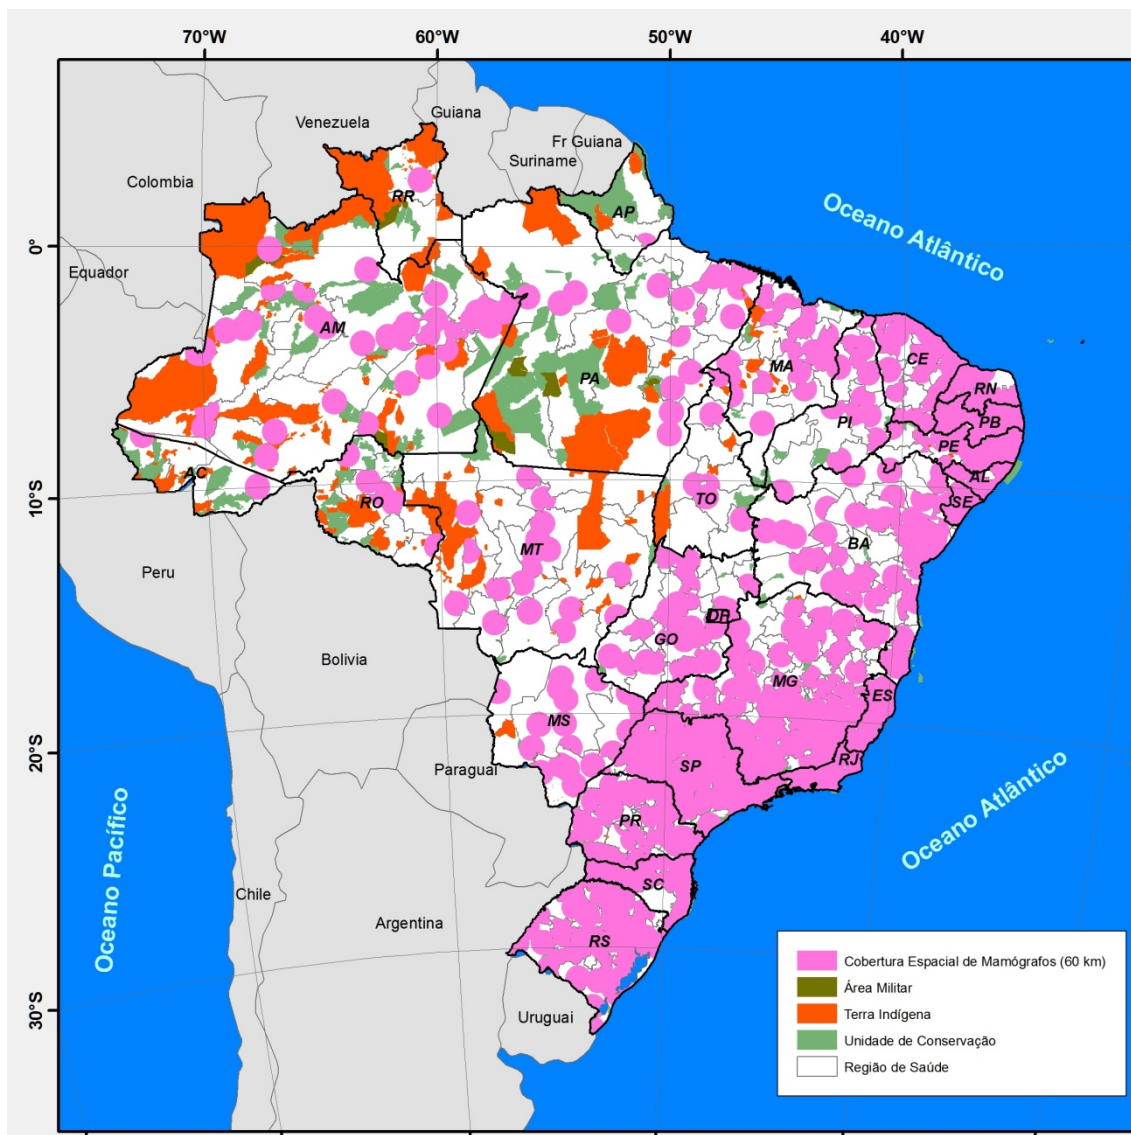 70°W
60°W
50°W
40°W
Guiana
Venezuela
Fr Guiana
Suriname
Colombia
RR
AP
Oceano Atlântico
0°
Equador
AM
PA
MA
CE
RN
PI
PB
PE
AC
AL
SE
10°S
RO
TO
MT
BA
Peru
DF
GO
Bolivia
MG
ES
MS
20°S
RJ
Paraguai
SP
Oceano Atlântico
PR
Oceano Pacífico
SC
Chile
Argentina
RS
30°S
Uruguai
Cobertura Espacial de Mamógrafos (60 km)
Área Militar
Terra Indígena
Unidade de Conservação
Região de Saúde